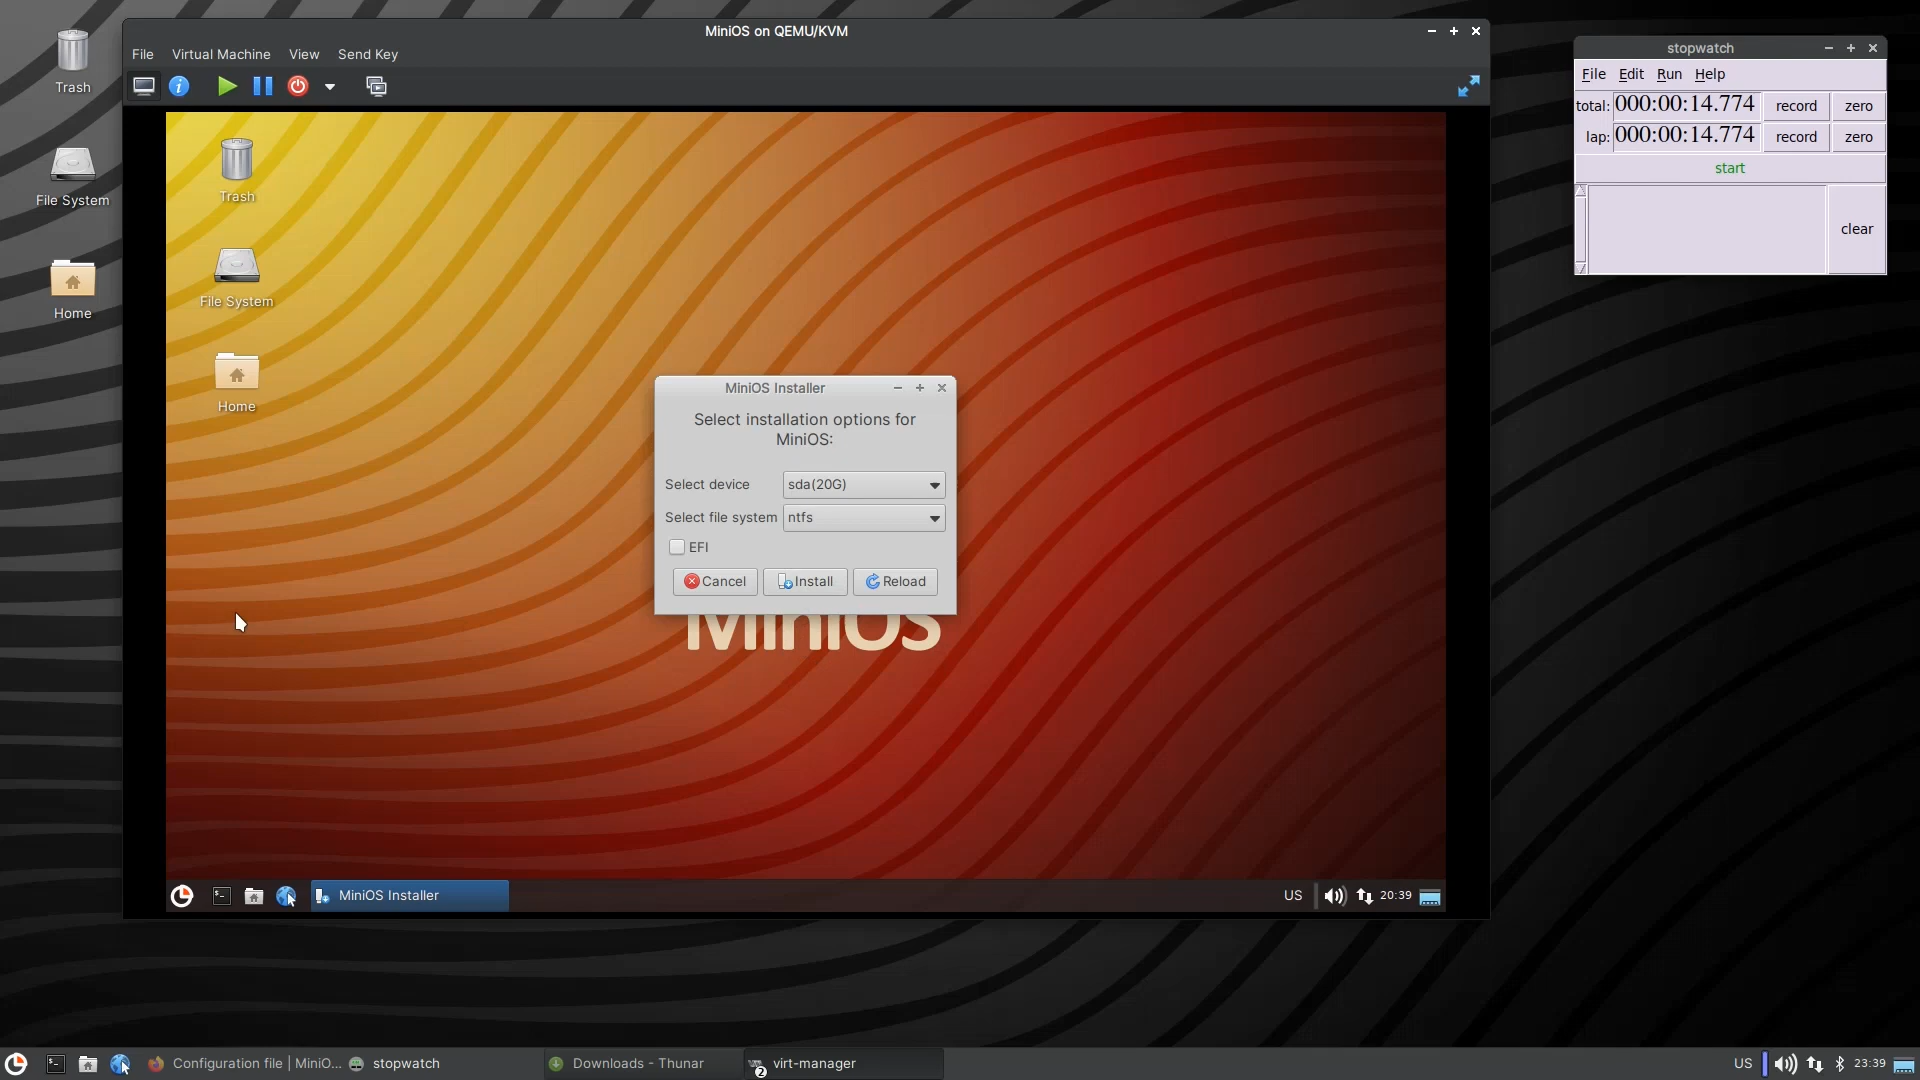 MiniOS on QEMU/KVM
File Virtual Machine View Send Key
Trash
File System
Home
Trash
File System
Home
MiniOS Installer
Select installation options for
MiniOS:
Select device sda(20G)
Select file system ntfs
EFI
Cancel Install Reload
MiniOS
MiniOS Installer
US 20:39
stopwatch
File Edit Run Help
total: 000:00:14.774 record zero
lap: 000:00:14.774 record zero
start
clear
Configuration file | MiniO... stopwatch Downloads - Thunar 2 virt-manager US 23:39